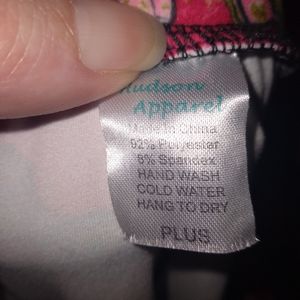 Hudson
Apparel
Made in China
92% Polyester
8% Spandex
HAND WASH
COLD WATER
HANG TO DRY
PLUS